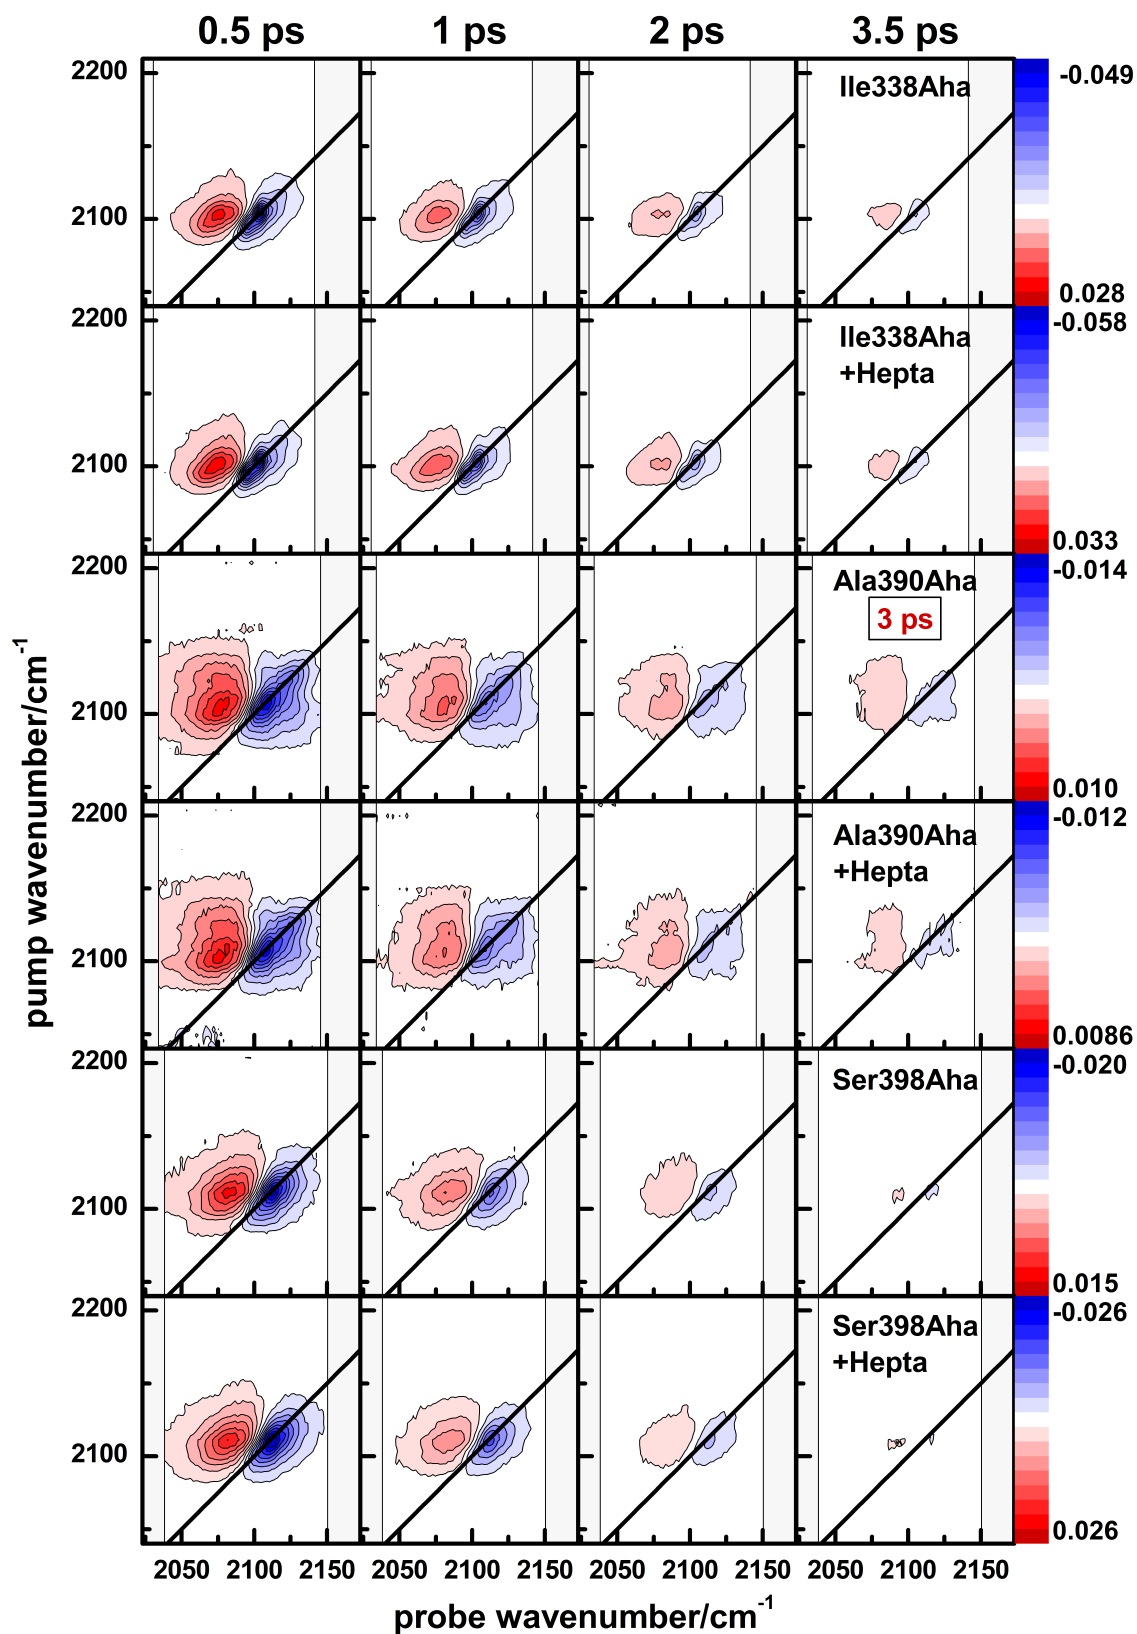 0.5 ps 1 ps 2 ps 3.5 ps
2200 Ile338Aha -0.049
2100
0.028
2200 Ile338Aha -0.058
+Hepta
2100
0.033
2200 Ala390Aha -0.014
3 ps
2100
0.010
2200 Ala390Aha -0.012
+Hepta
2100
0.0086
2200 Ser398Aha -0.020
2100
0.015
2200 Ser398Aha -0.026
+Hepta
2100
0.026
2050 2100 2150 2050 2100 2150 2050 2100 2150 2050 2100 2150
probe wavenumber/cm⁻¹
pump wavenumber/cm⁻¹